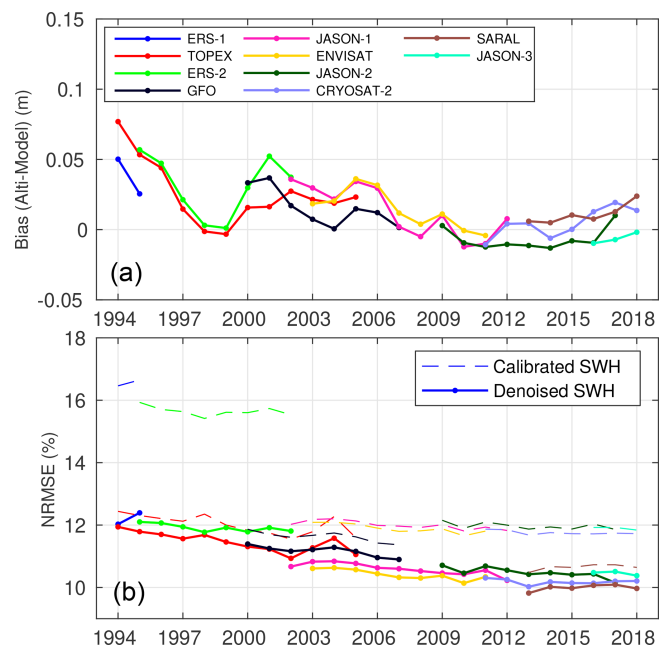 0.15
0.1
0.05
0
-0.05
Bias (Alti-Model) (m)
ERS-1
TOPEX
ERS-2
GFO
JASON-1
ENVISAT
JASON-2
CRYOSAT-2
SARAL
JASON-3
(a)
1994 1997 2000 2003 2006 2009 2012 2015 2018
18
16
14
12
10
NRMSE (%)
Calibrated SWH
Denoised SWH
(b)
1994 1997 2000 2003 2006 2009 2012 2015 2018